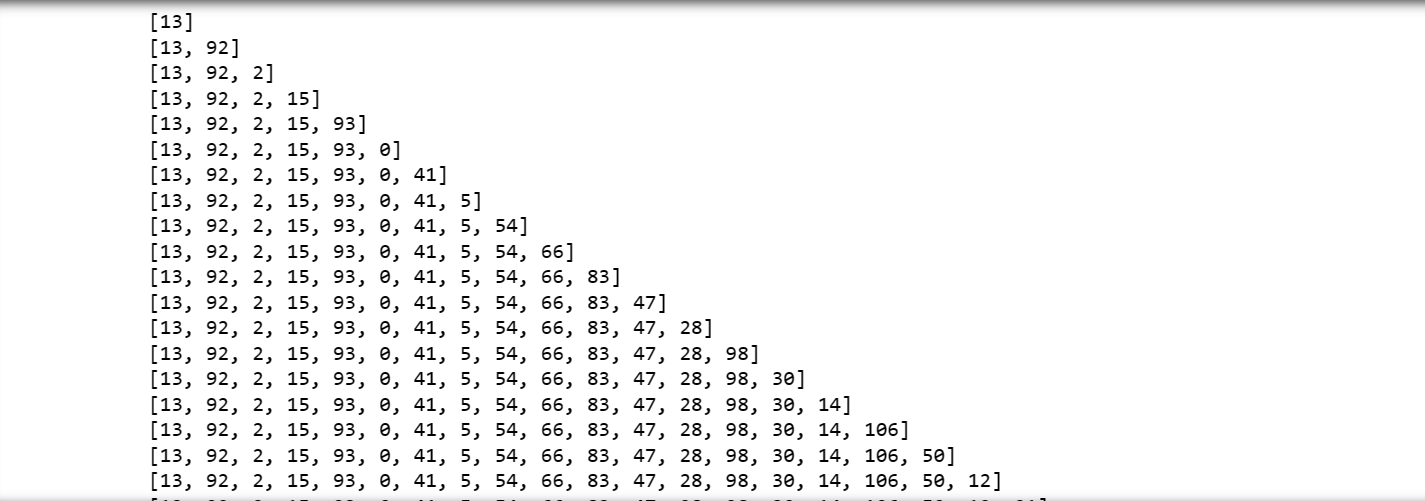 [13]
[13, 92]
[13, 92, 2]
[13, 92, 2, 15]
[13, 92, 2, 15, 93]
[13, 92, 2, 15, 93, 0]
[13, 92, 2, 15, 93, 0, 41]
[13, 92, 2, 15, 93, 0, 41, 5]
[13, 92, 2, 15, 93, 0, 41, 5, 54]
[13, 92, 2, 15, 93, 0, 41, 5, 54, 66]
[13, 92, 2, 15, 93, 0, 41, 5, 54, 66, 83]
[13, 92, 2, 15, 93, 0, 41, 5, 54, 66, 83, 47]
[13, 92, 2, 15, 93, 0, 41, 5, 54, 66, 83, 47, 28]
[13, 92, 2, 15, 93, 0, 41, 5, 54, 66, 83, 47, 28, 98]
[13, 92, 2, 15, 93, 0, 41, 5, 54, 66, 83, 47, 28, 98, 30]
[13, 92, 2, 15, 93, 0, 41, 5, 54, 66, 83, 47, 28, 98, 30, 14]
[13, 92, 2, 15, 93, 0, 41, 5, 54, 66, 83, 47, 28, 98, 30, 14, 106]
[13, 92, 2, 15, 93, 0, 41, 5, 54, 66, 83, 47, 28, 98, 30, 14, 106, 50]
[13, 92, 2, 15, 93, 0, 41, 5, 54, 66, 83, 47, 28, 98, 30, 14, 106, 50, 12]